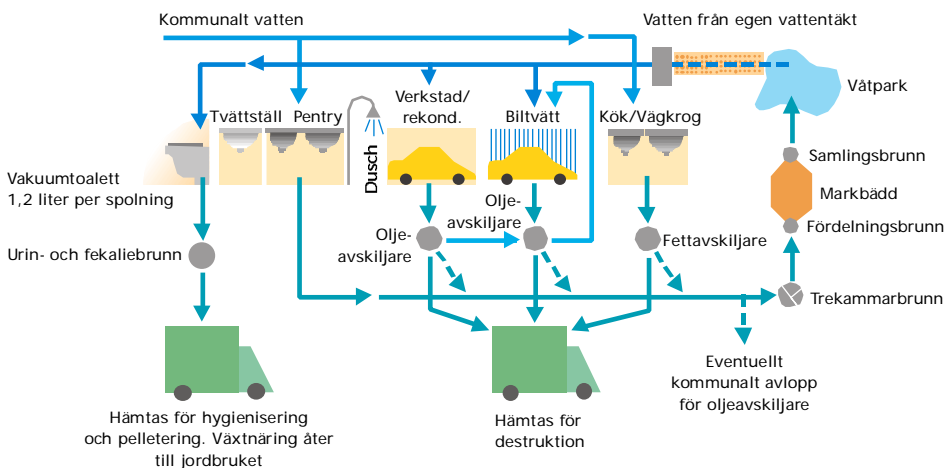 Kommunalt vatten
Vatten från egen vattentäkt
Våtpark
Tvättställ Pentry
Dusch
Verkstad/
rekond.
Biltvätt
Kök/Vägkrog
Samlingsbrunn
Vakuumtoalett
1,2 liter per spolning
Markbädd
Olje-
avskiljare
Olje-
avskiljare
Fettavskiljare
Fördelningsbrunn
Urin- och fekaliebrunn
Trekammarbrunn
Eventuellt
kommunalt avlopp
för oljeavskiljare
Hämtas för hygienisering
och pelletering. Växtnäring åter
till jordbruket
Hämtas för
destruktion